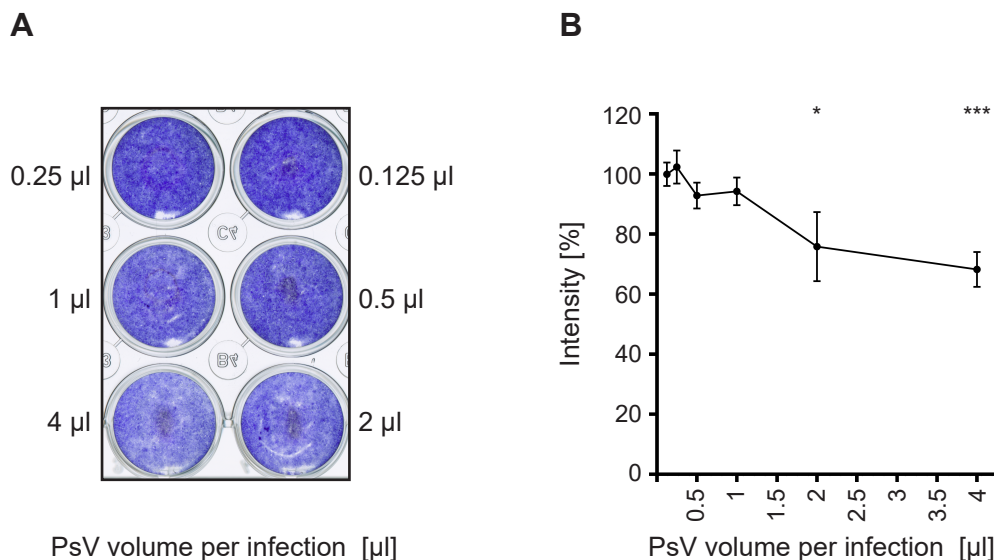 A
0.25 µl
0.125 µl
1 µl
0.5 µl
4 µl
2 µl
PsV volume per infection [µl]
B
* ***
Intensity [%]
120
100
80
60
40
20
0
0.5 1 1.5 2 2.5 3 3.5 4
PsV volume per infection [µl]